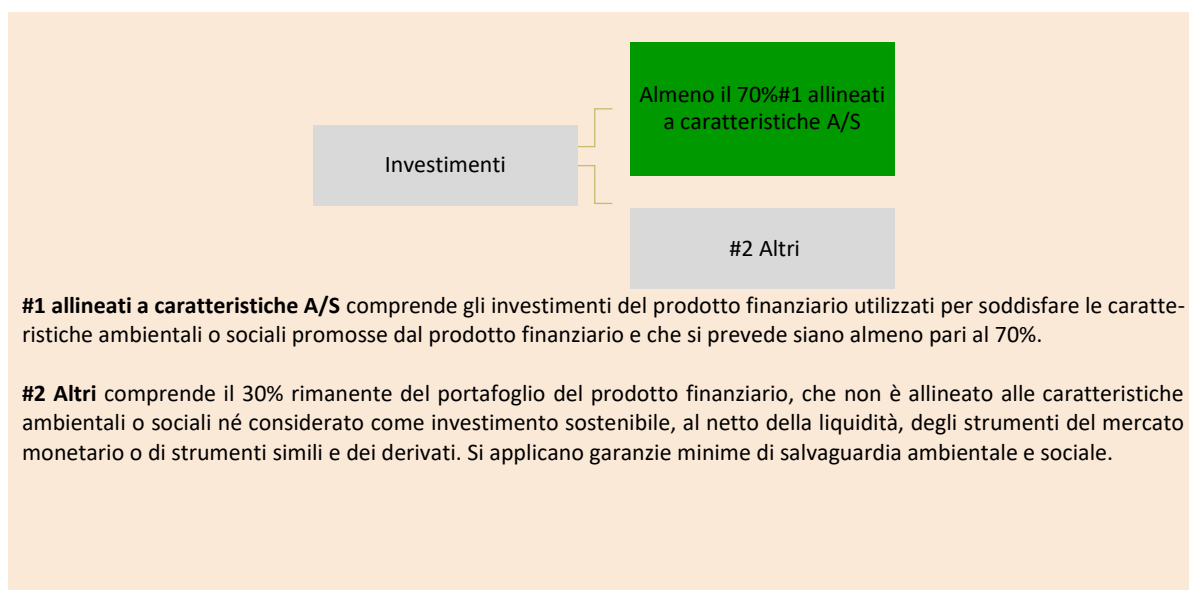 Almeno il 70%#1 allineati
a caratteristiche A/S
Investimenti
#2 Altri
#1 allineati a caratteristiche A/S comprende gli investimenti del prodotto finanziario utilizzati per soddisfare le caratte-
ristiche ambientali o sociali promosse dal prodotto finanziario e che si prevede siano almeno pari al 70%.
#2 Altri comprende il 30% rimanente del portafoglio del prodotto finanziario, che non è allineato alle caratteristiche
ambientali o sociali né considerato come investimento sostenibile, al netto della liquidità, degli strumenti del mercato
monetario o di strumenti simili e dei derivati. Si applicano garanzie minime di salvaguardia ambientale e sociale.